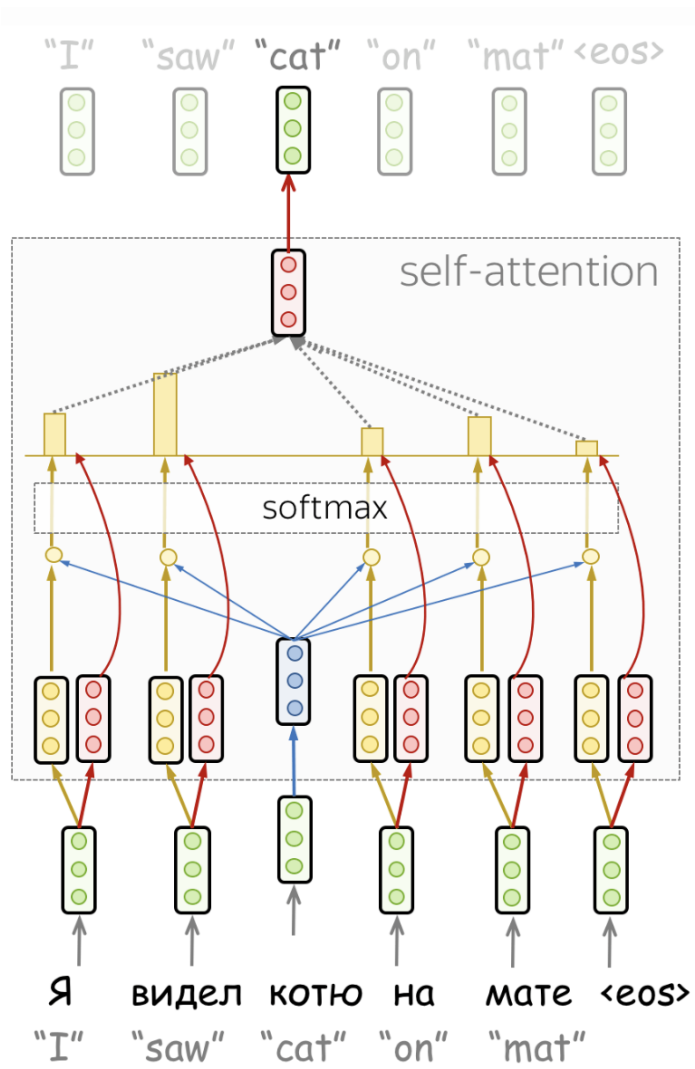 “I” “saw” “cat” “on” “mat” <eos>
self-attention
softmax
Я видел котю на мате <eos>
“I” “saw” “cat” “on” “mat”